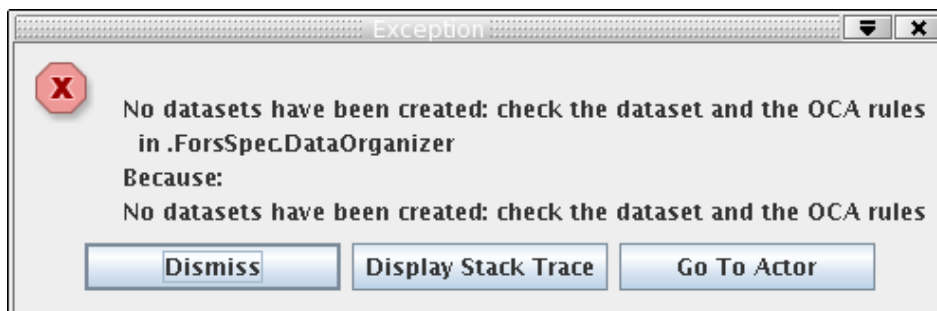 Exception
No datasets have been created: check the dataset and the OCA rules
in .ForsSpec.DataOrganizer
Because:
No datasets have been created: check the dataset and the OCA rules
Dismiss
Display Stack Trace
Go To Actor